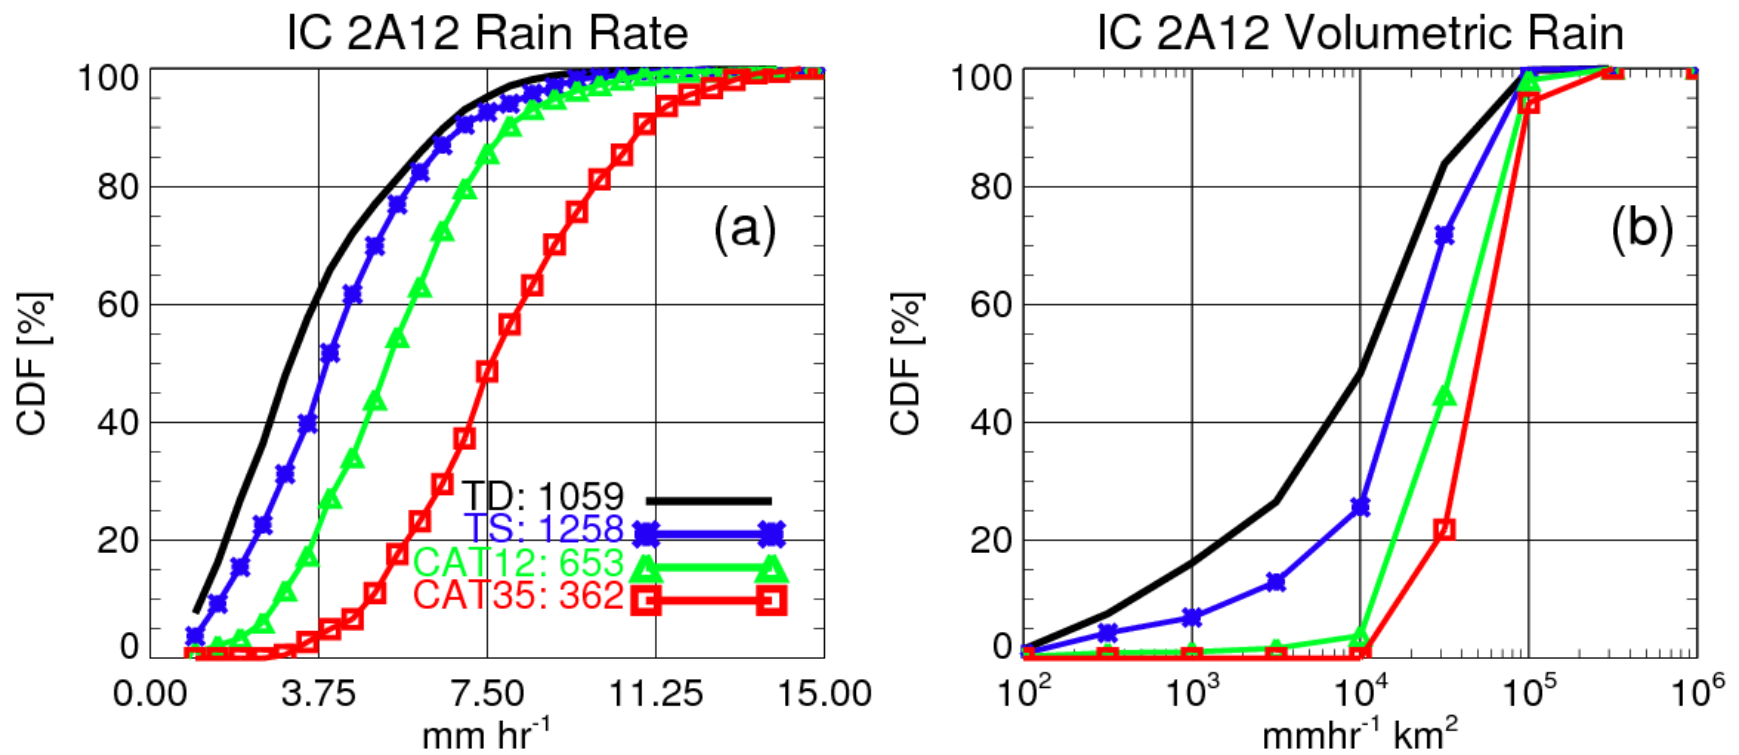 IC 2A12 Rain Rate
CDF [%]
100
80
60
40
20
0
(a)
TD: 1059
TS: 1258
CAT12: 653
CAT35: 362
0.00 3.75 7.50 11.25 15.00
mm hr⁻¹
IC 2A12 Volumetric Rain
CDF [%]
100
80
60
40
20
0
(b)
10² 10³ 10⁴ 10⁵ 10⁶
mmhr⁻¹ km²